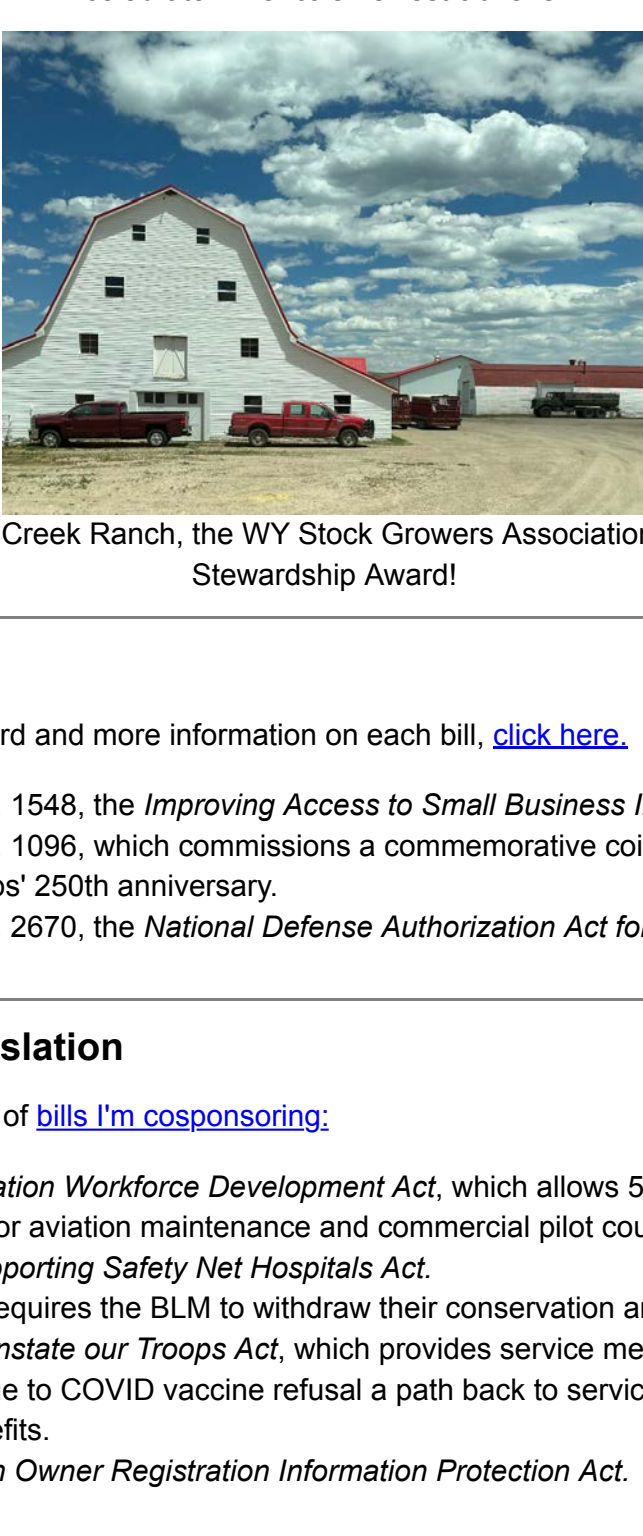 Creek Ranch, the WY Stock Growers Association
Stewardship Award!
rd and more information on each bill, click here.
1548, the Improving Access to Small Business I
1096, which commissions a commemorative coi
os' 250th anniversary.
2670, the National Defense Authorization Act for
slation
of bills I'm cosponsoring:
ation Workforce Development Act, which allows 5
or aviation maintenance and commercial pilot cou
pporting Safety Net Hospitals Act.
equires the BLM to withdraw their conservation a
nstate our Troops Act, which provides service me
ue to COVID vaccine refusal a path back to servic
efits.
n Owner Registration Information Protection Act.